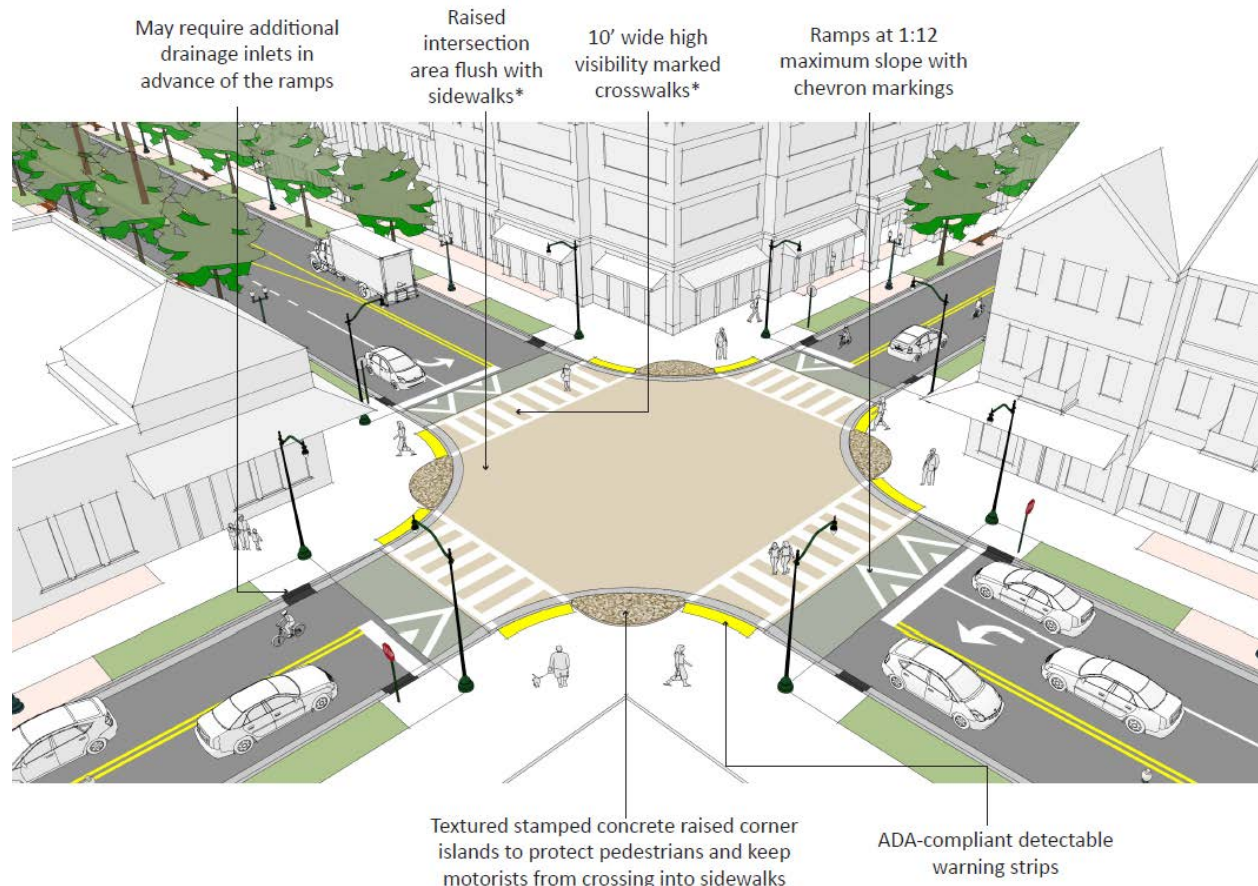 May require additional
drainage inlets in
advance of the ramps
Raised
intersection
area flush with
sidewalks*
10’ wide high
visibility marked
crosswalks*
Ramps at 1:12
maximum slope with
chevron markings
Textured stamped concrete raised corner
islands to protect pedestrians and keep
motorists from crossing into sidewalks
ADA-compliant detectable
warning strips